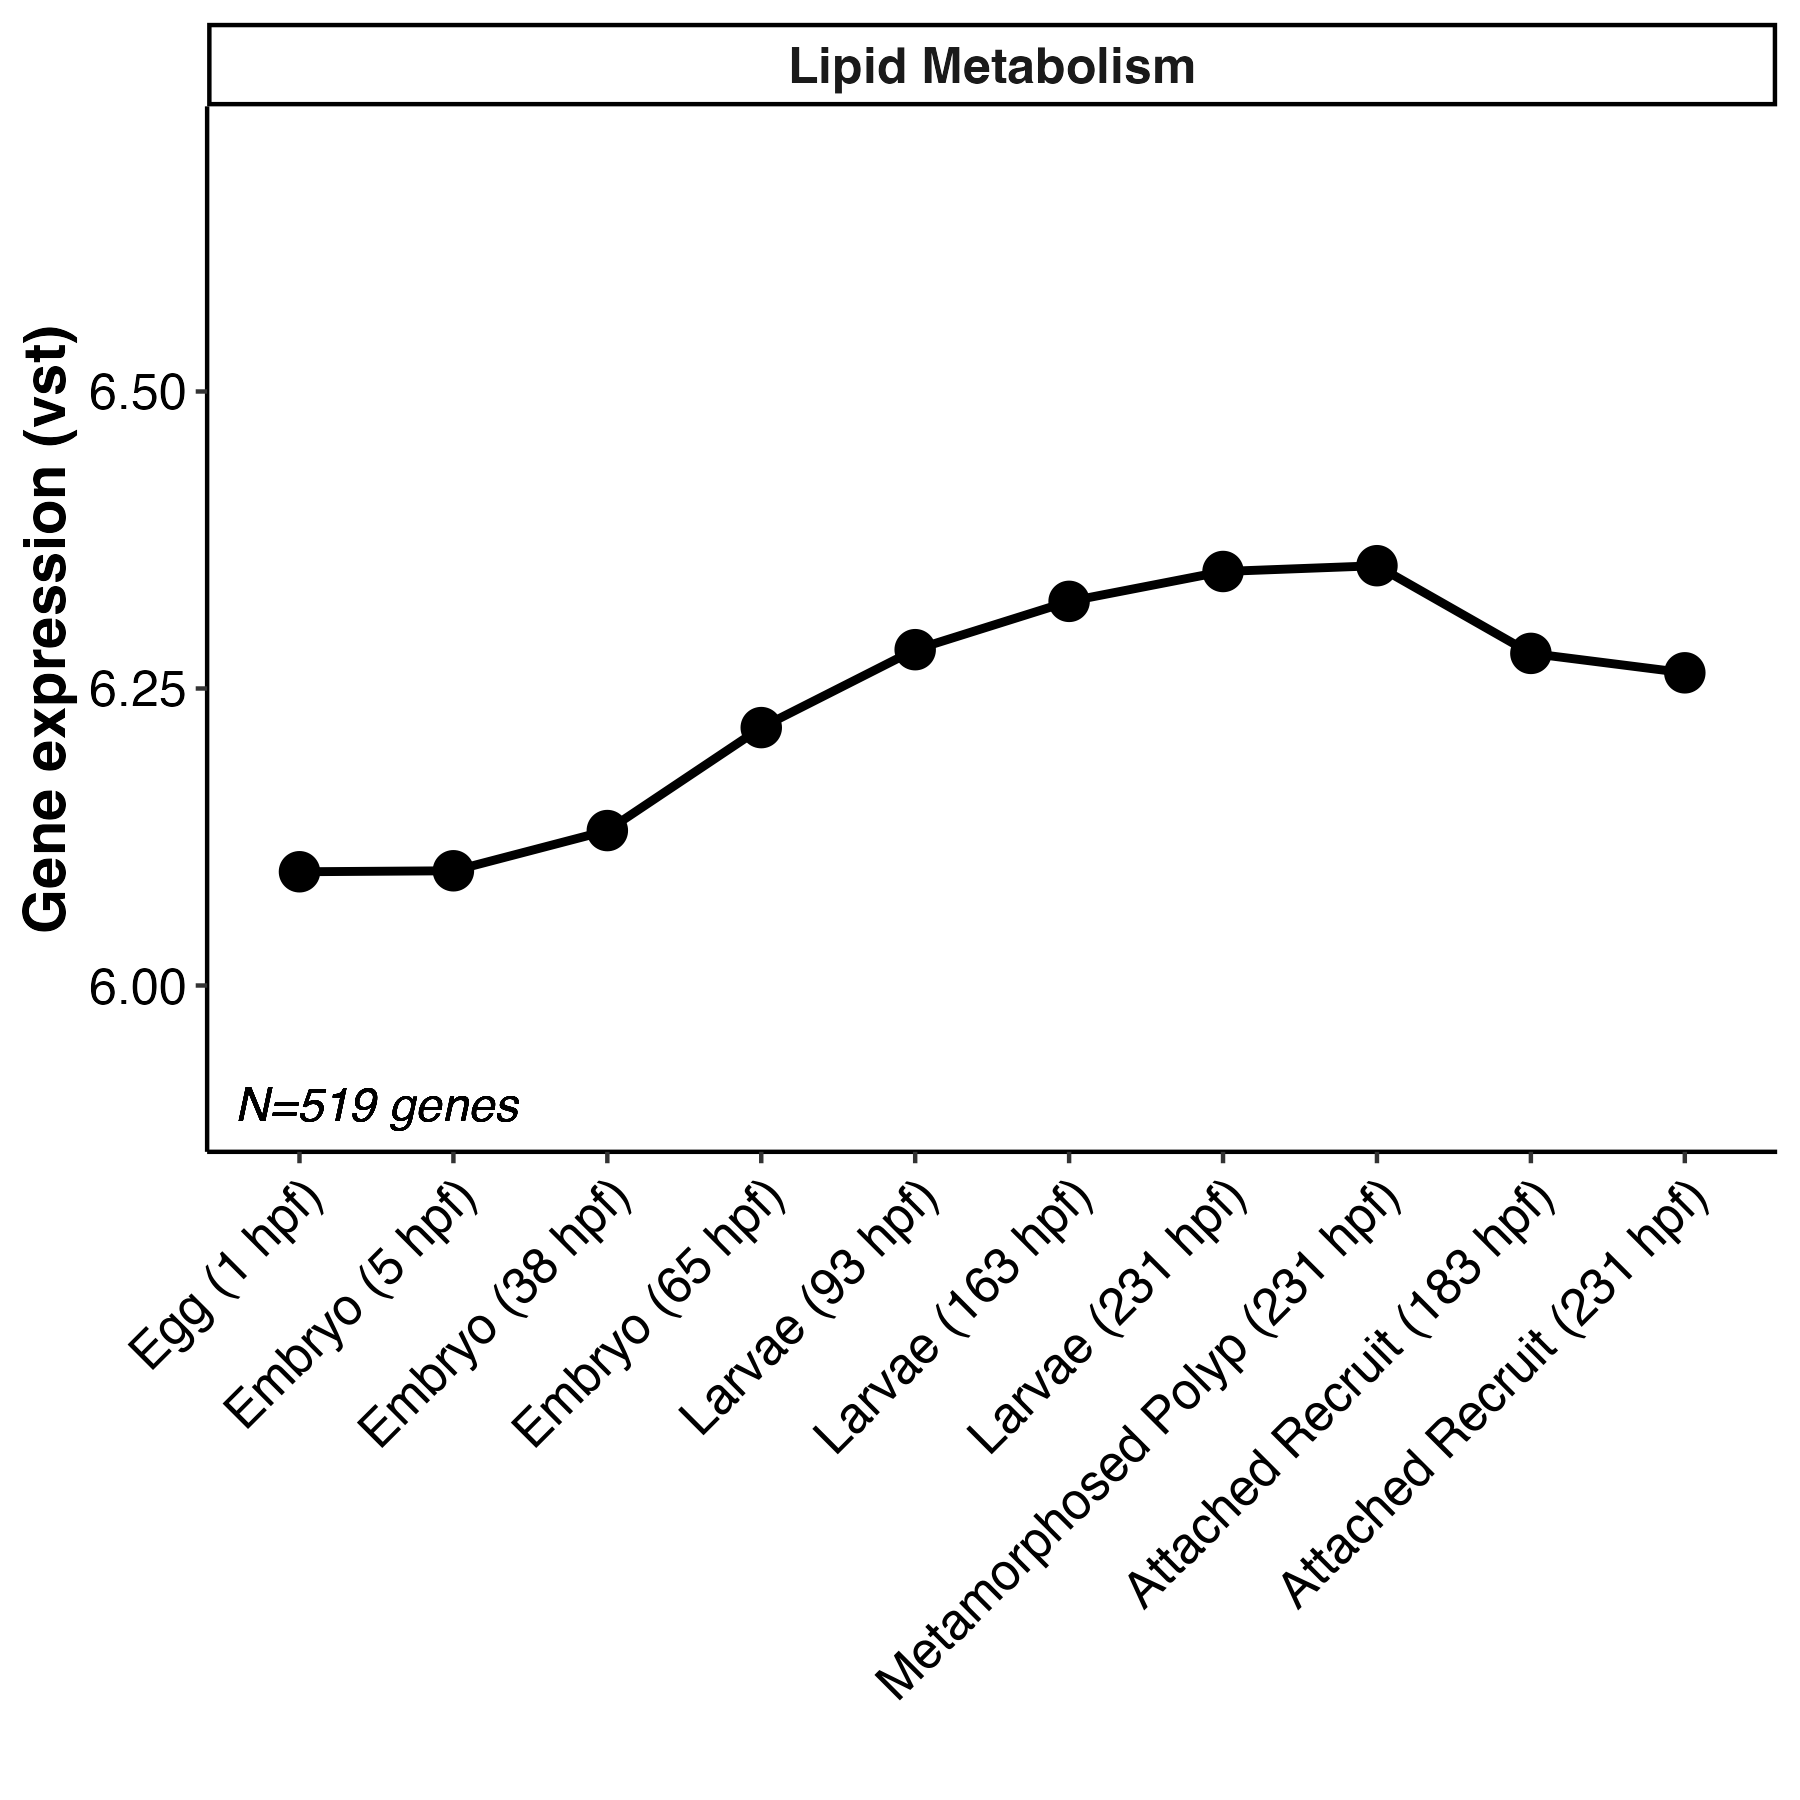 Lipid Metabolism
Gene expression (vst)
6.50
6.25
6.00
N=519 genes
Egg (1 hpf)
Embryo (5 hpf)
Embryo (38 hpf)
Embryo (65 hpf)
Larvae (93 hpf)
Larvae (163 hpf)
Larvae (231 hpf)
Metamorphosed Polyp (231 hpf)
Attached Recruit (183 hpf)
Attached Recruit (231 hpf)